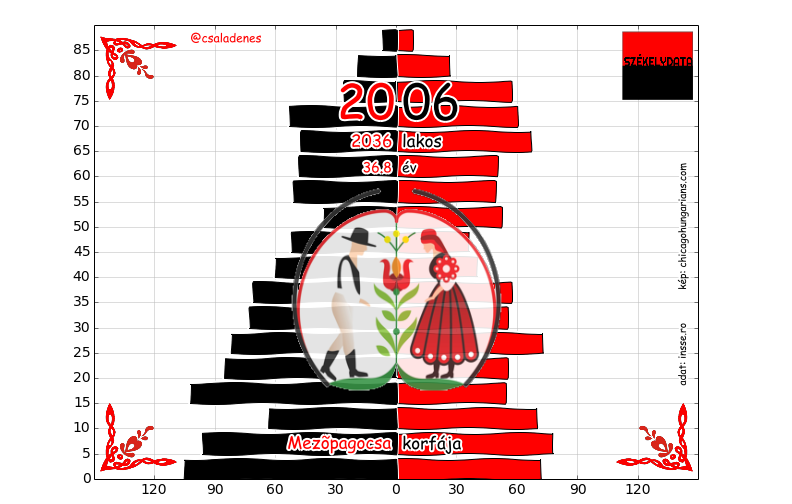 @csaladenes
SZÉKELYDATA
2006
2036 lakos
36.8 év
kép: chicagohungarians.com
adat: insse.ro
Mezõpagocsa korfája
85
80
75
70
65
60
55
50
45
40
35
30
25
20
15
10
5
0
120 90 60 30 0 30 60 90 120